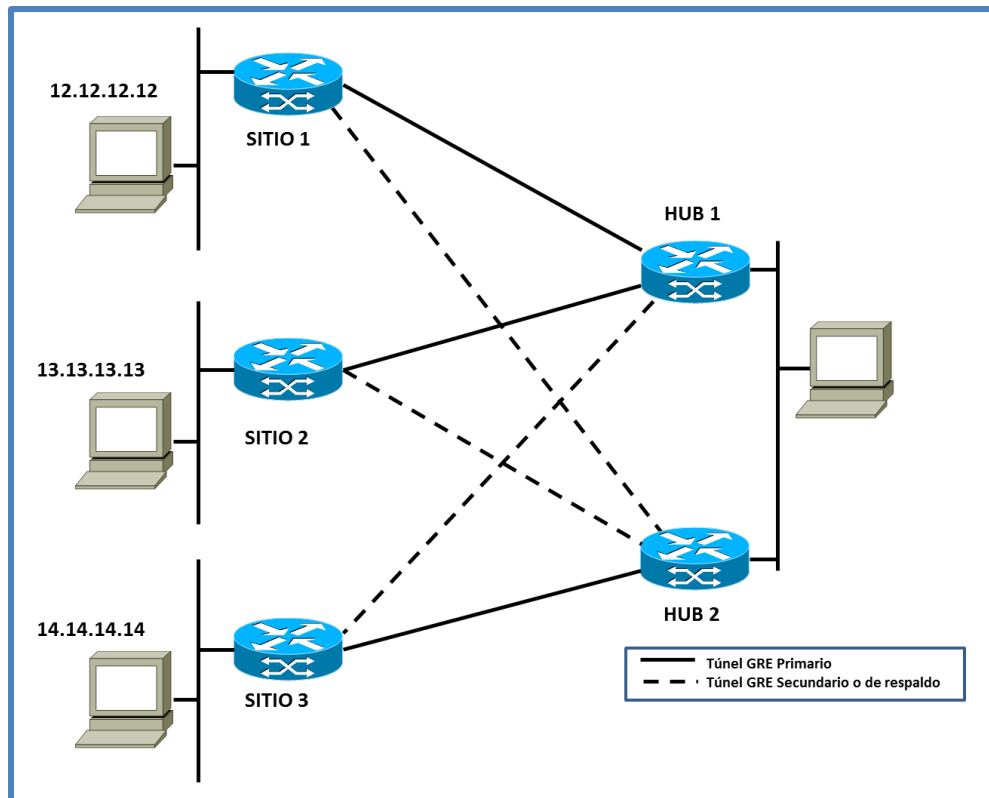 12.12.12.12
SITIO 1
HUB 1
13.13.13.13
SITIO 2
14.14.14.14
HUB 2
SITIO 3
Túnel GRE Primario
Túnel GRE Secundario o de respaldo